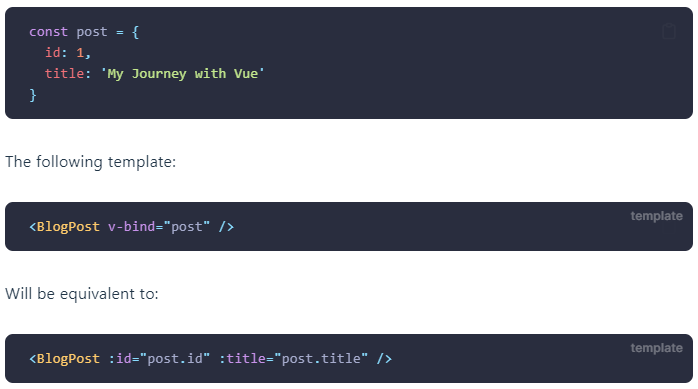 const post = {
  id: 1,
  title: 'My Journey with Vue'
}
The following template:
template
<BlogPost v-bind="post" />
Will be equivalent to:
template
<BlogPost :id="post.id" :title="post.title" />